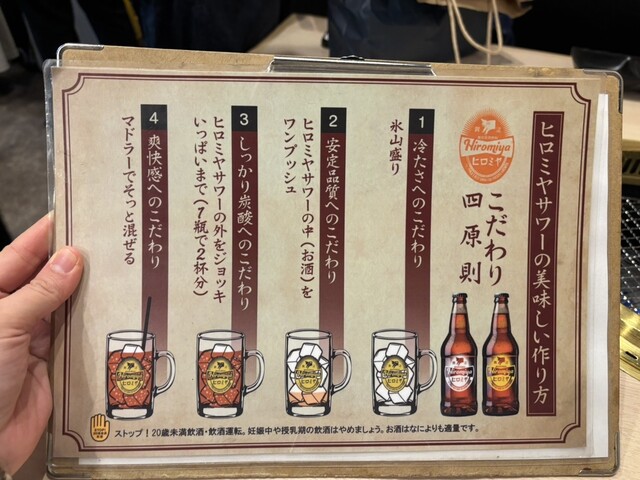 ヒロミヤサワーの美味しい作り方
Hiromiya
ヒロミヤ
こだわり
四原則
1 冷たさへのこだわり
氷山盛り
2 安定品質へのこだわり
ヒロミヤサワーの中(お酒)を
ワンプッシュ
3 しっかり炭酸へのこだわり
ヒロミヤサワーの外をジョッキ
いっぱいまで(1瓶で2杯分)
4 爽快感へのこだわり
マドラーでそっと混ぜる
ストップ!20歳未満飲酒・飲酒運転。妊娠中や授乳期の飲酒はやめましょう。お酒はなによりも適量です。